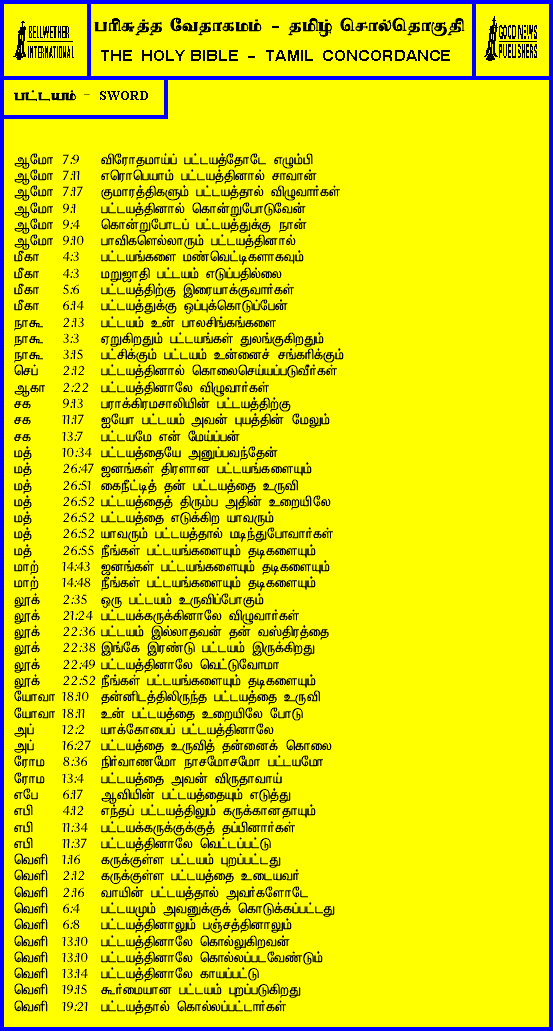 BELLWETHER
INTERNATIONAL
பரிசுத்த வேதாகமம் - தமிழ் சொல்தொகுதி
THE HOLY BIBLE - TAMIL CONCORDANCE
GOOD NEWS
PUBLISHERS
பட்டயம் - SWORD
ஆமோ 7:9 விரோதமாய்ப் பட்டயத்தோடே எழும்பி
ஆமோ 7:11 எரொபெயாம் பட்டயத்தினால் சாவான்
ஆமோ 7:17 குமாரத்திகளும் பட்டயத்தால் விழுவார்கள்
ஆமோ 9:1 பட்டயத்தினால் கொன்றுபோடுவேன்
ஆமோ 9:4 கொன்றுபோடப் பட்டயத்துக்கு நான்
ஆமோ 9:10 பாவிகளெல்லாரும் பட்டயத்தினால்
மீகா 4:3 பட்டயங்களை மண்வெட்டிகளாகவும்
மீகா 4:3 மறுஜாதி பட்டயம் எடுப்பதில்லை
மீகா 5:6 பட்டயத்திற்கு இரையாக்குவார்கள்
மீகா 6:14 பட்டயத்துக்கு ஒப்புக்கொடுப்பேன்
நாகூ 2:13 பட்டயம் உன் பாலசிங்கங்களை
நாகூ 3:3 ஏறுகிறதும் பட்டயங்கள் துலங்குகிறதும்
நாகூ 3:15 பட்சிக்கும் பட்டயம் உன்னைச் சங்கரிக்கும்
செப் 2:12 பட்டயத்தினால் கொலைசெய்யப்படுவீர்கள்
ஆகா 2:22 பட்டயத்தினாலே விழுவார்கள்
சக 9:13 பராக்கிரமசாலியின் பட்டயத்திற்கு
சக 11:17 ஐயோ பட்டயம் அவன் புயத்தின் மேலும்
சக 13:7 பட்டயமே என் மேய்ப்பன்
மத் 10:34 பட்டயத்தையே அனுப்பவந்தேன்
மத் 26:47 ஜனங்கள் திரளான பட்டயங்களையும்
மத் 26:51 கைநீட்டித் தன் பட்டயத்தை உருவி
மத் 26:52 பட்டயத்தைத் திரும்ப அதின் உறையிலே
மத் 26:52 பட்டயத்தை எடுக்கிற யாவரும்
மத் 26:52 யாவரும் பட்டயத்தால் மடிந்துபோவார்கள்
மத் 26:55 நீங்கள் பட்டயங்களையும் தடிகளையும்
மாற் 14:43 ஜனங்கள் பட்டயங்களையும் தடிகளையும்
மாற் 14:48 நீங்கள் பட்டயங்களையும் தடிகளையும்
லூக் 2:35 ஒரு பட்டயம் உருவிப்போகும்
லூக் 21:24 பட்டயக்கருக்கினாலே விழுவார்கள்
லூக் 22:36 பட்டயம் இல்லாதவன் தன் வஸ்திரத்தை
லூக் 22:38 இங்கே இரண்டு பட்டயம் இருக்கிறது
லூக் 22:49 பட்டயத்தினாலே வெட்டுவோமா
லூக் 22:52 நீங்கள் பட்டயங்களையும் தடிகளையும்
யோவா 18:10 தன்னிடத்திலிருந்த பட்டயத்தை உருவி
யோவா 18:11 உன் பட்டயத்தை உறையிலே போடு
அப் 12:2 யாக்கோபைப் பட்டயத்தினாலே
அப் 16:27 பட்டயத்தை உருவித் தன்னைக் கொலை
ரோம 8:36 நிர்வாணமோ நாசமோசமோ பட்டயமோ
ரோம 13:4 பட்டயத்தை அவன் விருதாவாய்
எபே 6:17 ஆவியின் பட்டயத்தையும் எடுத்து
எபி 4:12 எந்தப் பட்டயத்திலும் கருக்கானதாயும்
எபி 11:34 பட்டயக்கருக்குக்குத் தப்பினார்கள்
எபி 11:37 பட்டயத்தினாலே வெட்டப்பட்டு
வெளி 1:16 கருக்குள்ள பட்டயம் புறப்பட்டது
வெளி 2:12 கருக்குள்ள பட்டயத்தை உடையவர்
வெளி 2:16 வாயின் பட்டயத்தால் அவர்களோடே
வெளி 6:4 பட்டயமும் அவனுக்குக் கொடுக்கப்பட்டது
வெளி 6:8 பட்டயத்தினாலும் பஞ்சத்தினாலும்
வெளி 13:10 பட்டயத்தினாலே கொல்லுகிறவன்
வெளி 13:10 பட்டயத்தினாலே கொல்லப்படவேண்டும்
வெளி 13:14 பட்டயத்தினாலே காயப்பட்டு
வெளி 19:15 கூர்மையான பட்டயம் புறப்படுகிறது
வெளி 19:21 பட்டயத்தால் கொல்லப்பட்டார்கள்